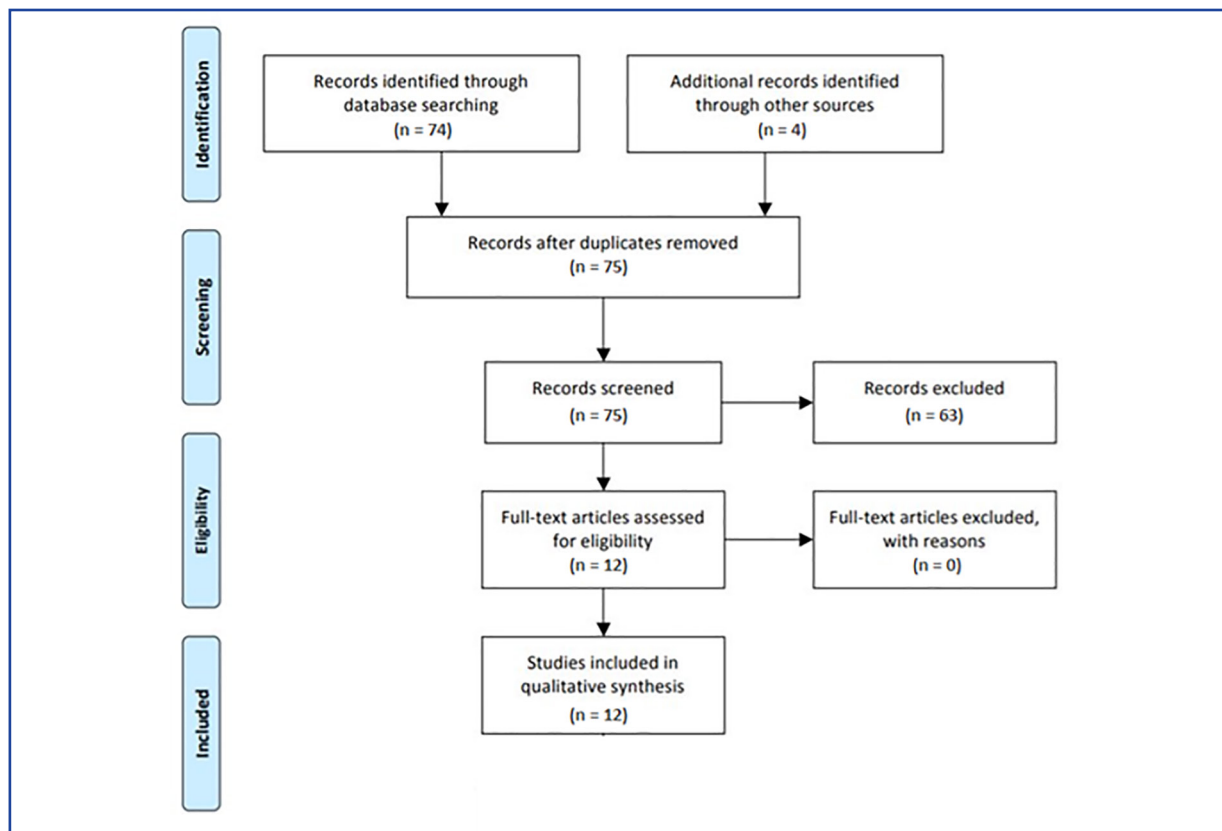 Identification
Records identified through
database searching
(n = 74)
Additional records identified
through other sources
(n = 4)
Records after duplicates removed
(n = 75)
Screening
Records screened
(n = 75)
Records excluded
(n = 63)
Eligibility
Full-text articles assessed
for eligibility
(n = 12)
Full-text articles excluded,
with reasons
(n = 0)
Included
Studies included in
qualitative synthesis
(n = 12)